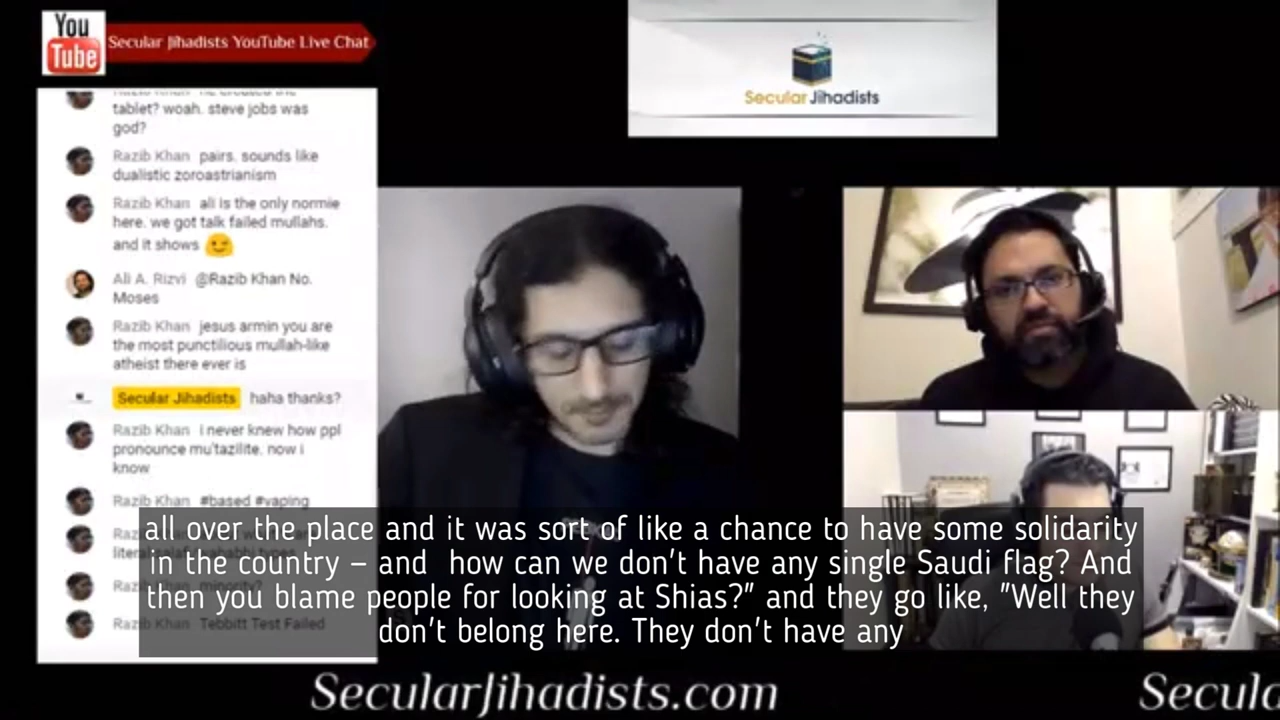 You
Tube
Secular Jihadists YouTube Live Chat
Secular Jihadists
tablet? woah. steve jobs was
god?
Razib Khan pairs. sounds like
dualistic zoroastrianism
Razib Khan ali is the only normie
here. we got talk failed mullahs.
and it shows
Ali A. Rizvi @Razib Khan No.
Moses
Razib Khan jesus armin you are
the most punctilious mullah-like
atheist there ever is
Secular Jihadists haha thanks?
Razib Khan i never knew how ppl
pronounce mu'tazilite. now i
know
Razib Khan #based #vaping
Razib Khan minority?
Razib Khan Tebbitt Test Failed
all over the place and it was sort of like a chance to have some solidarity
in the country – and how can we don't have any single Saudi flag? And
then you blame people for looking at Shias?" and they go like, "Well they
don't belong here. They don't have any
SecularJihadists.com
Secula